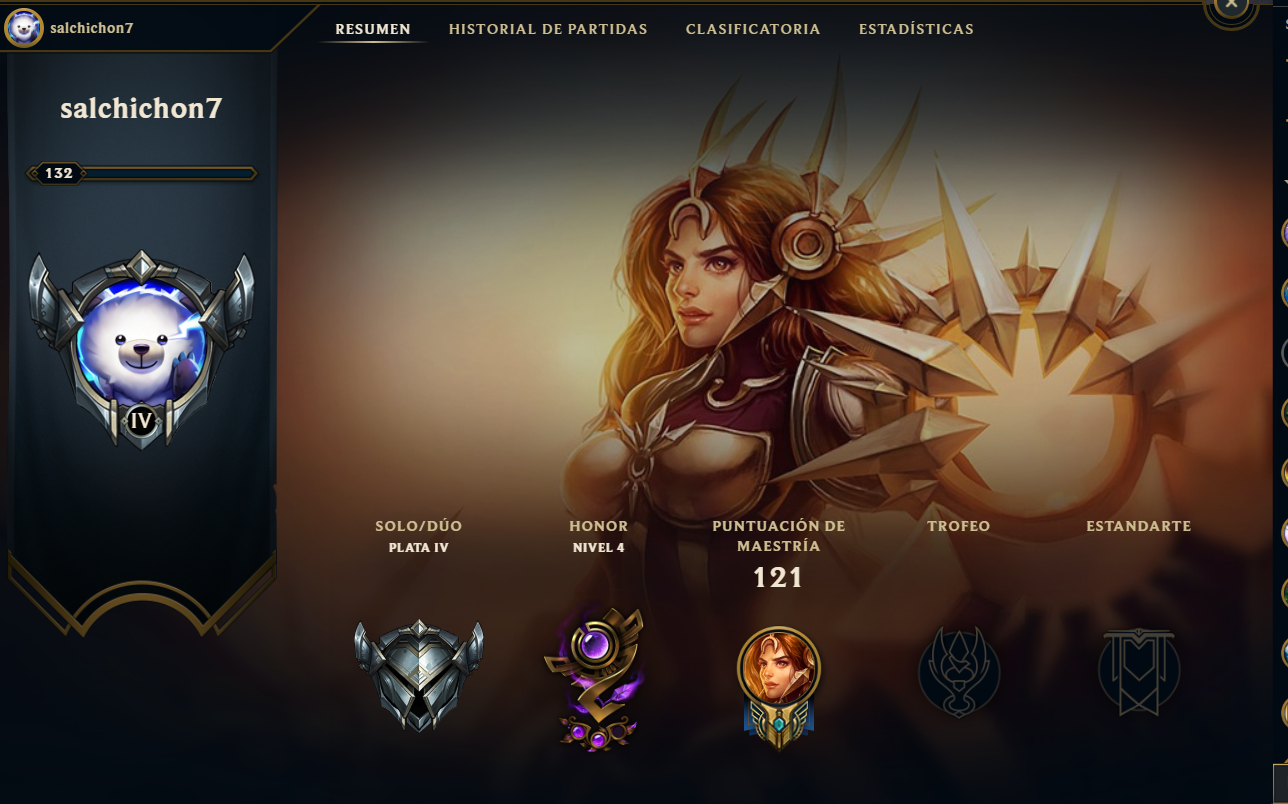 salchichon7
RESUMEN
HISTORIAL DE PARTIDAS
CLASIFICATORIA
ESTADÍSTICAS
salchichon7
132
IV
SOLO/DÚO
PLATA IV
HONOR
NIVEL 4
PUNTUACIÓN DE
MAESTRÍA
121
TROFEO
ESTANDARTE